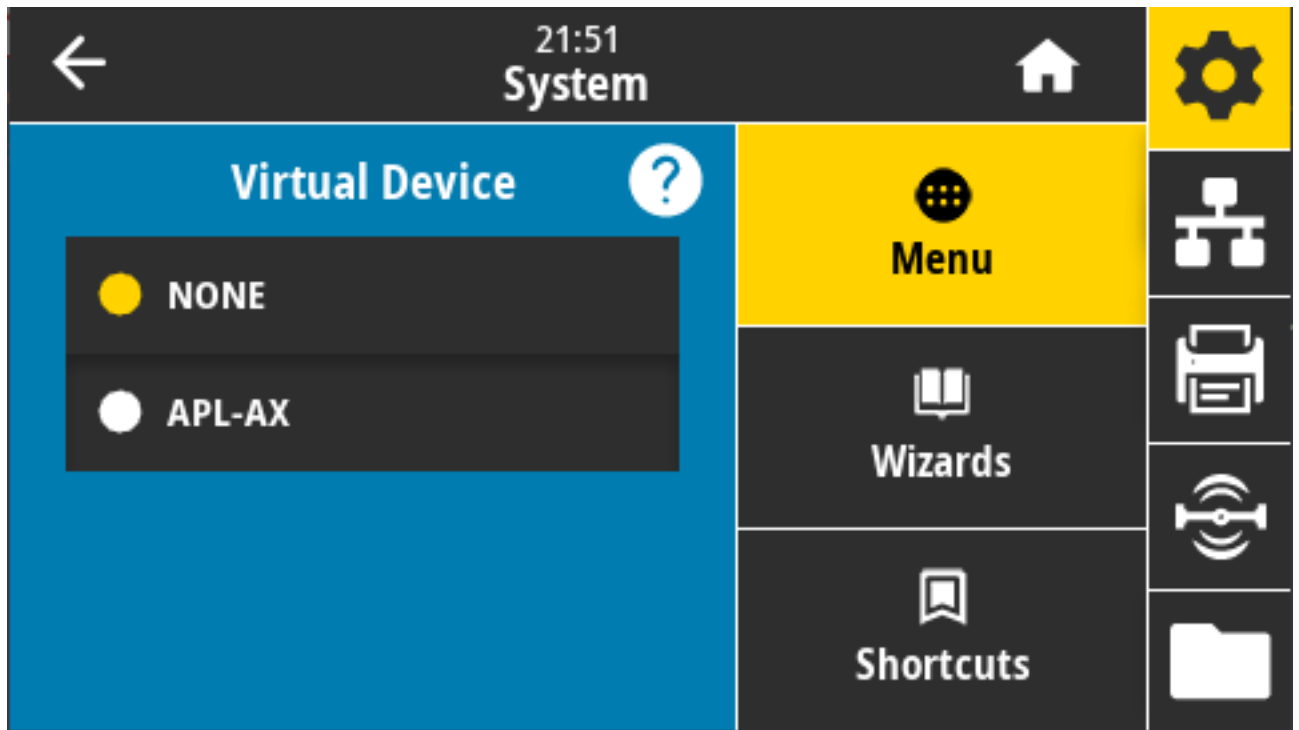 21:51
System
Virtual Device
?
NONE
APL-AX
Menu
Wizards
Shortcuts